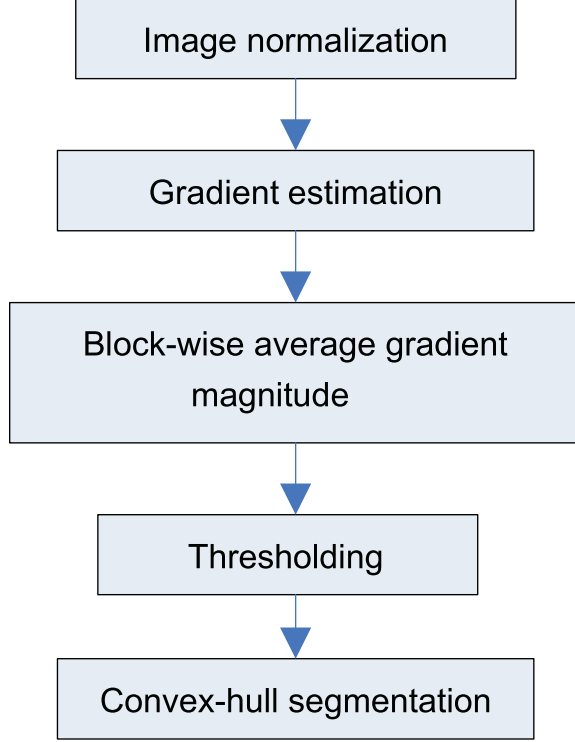 Image normalization
Gradient estimation
Block-wise average gradient
magnitude
Thresholding
Convex-hull segmentation